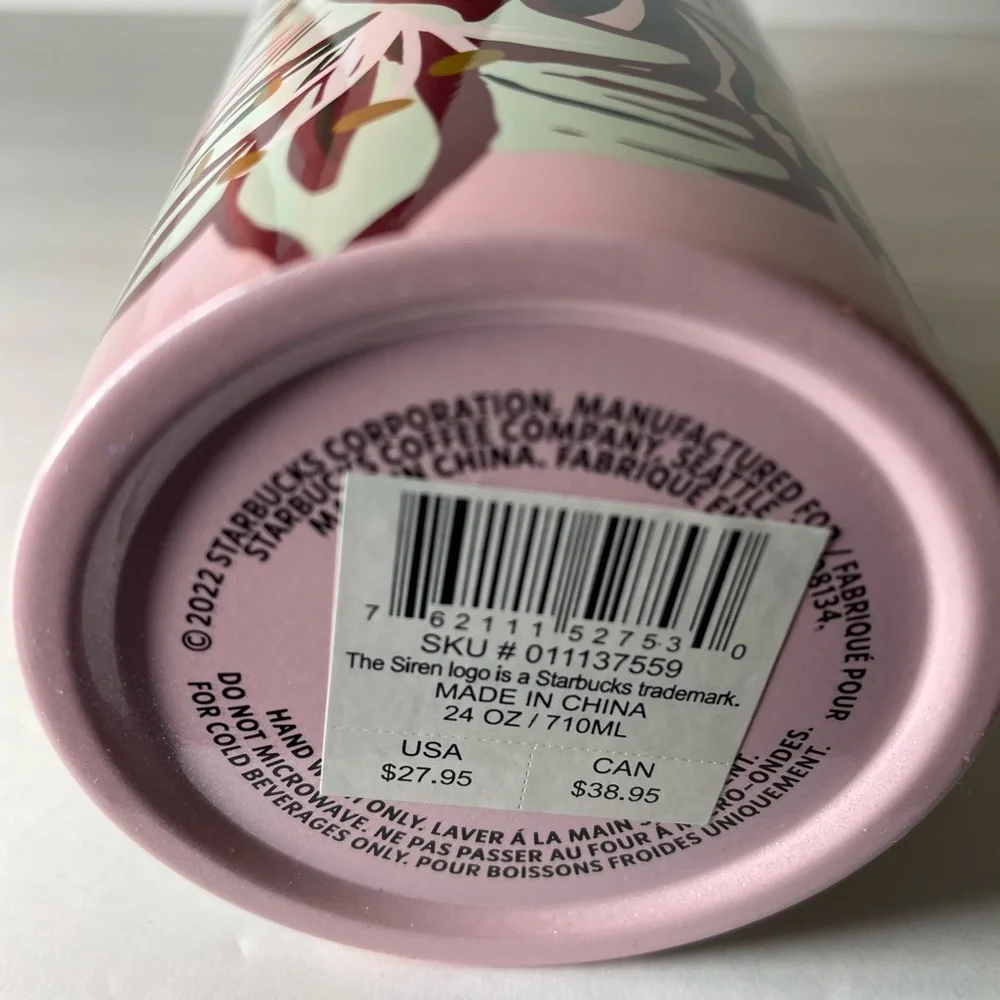 © 2022 STARBUCKS CORPORATION. MANUFACTURED FOR / FABRIQUÉ POUR
STARBUCKS COFFEE COMPANY, SEATTLE, 98134.
IN CHINA. FABRIQUE EN
7 62111 52753 0
SKU # 011137559
The Siren logo is a Starbucks trademark.
MADE IN CHINA
24 OZ / 710ML
USA
$27.95
CAN
$38.95
HAND ONLY. LAVER Á LA MAIN
DO NOT MICROWAVE. NE PAS PASSER AU FOUR À MICRO-ONDES.
FOR COLD BEVERAGES ONLY. POUR BOISSONS FROIDES UNIQUEMENT.